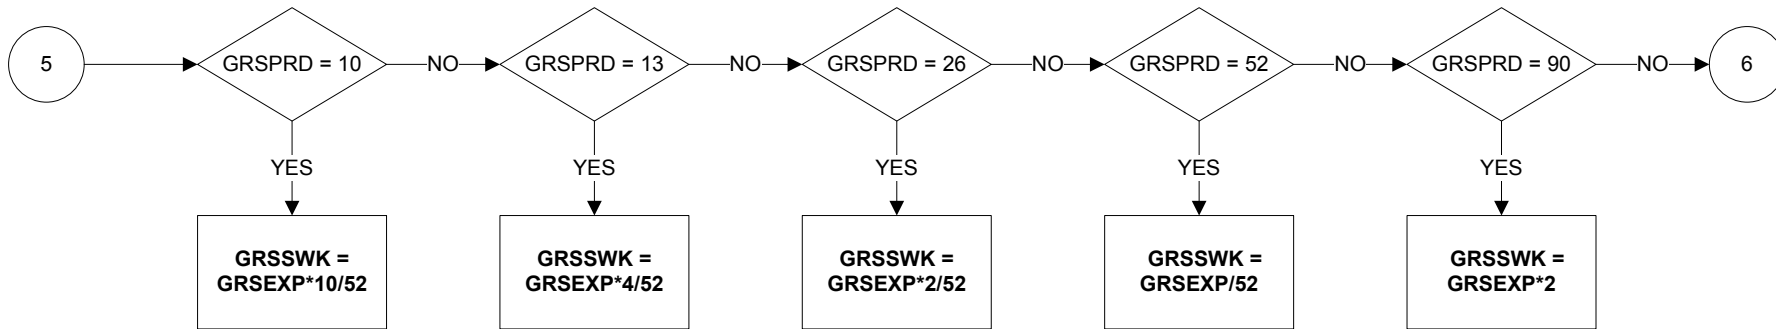 5
GRSPRD = 10
NO
GRSPRD = 13
NO
GRSPRD = 26
NO
GRSPRD = 52
NO
GRSPRD = 90
NO
6
YES
YES
YES
YES
YES
GRSSWK =
GRSEXP*10/52
GRSSWK =
GRSEXP*4/52
GRSSWK =
GRSEXP*2/52
GRSSWK =
GRSEXP/52
GRSSWK =
GRSEXP*2